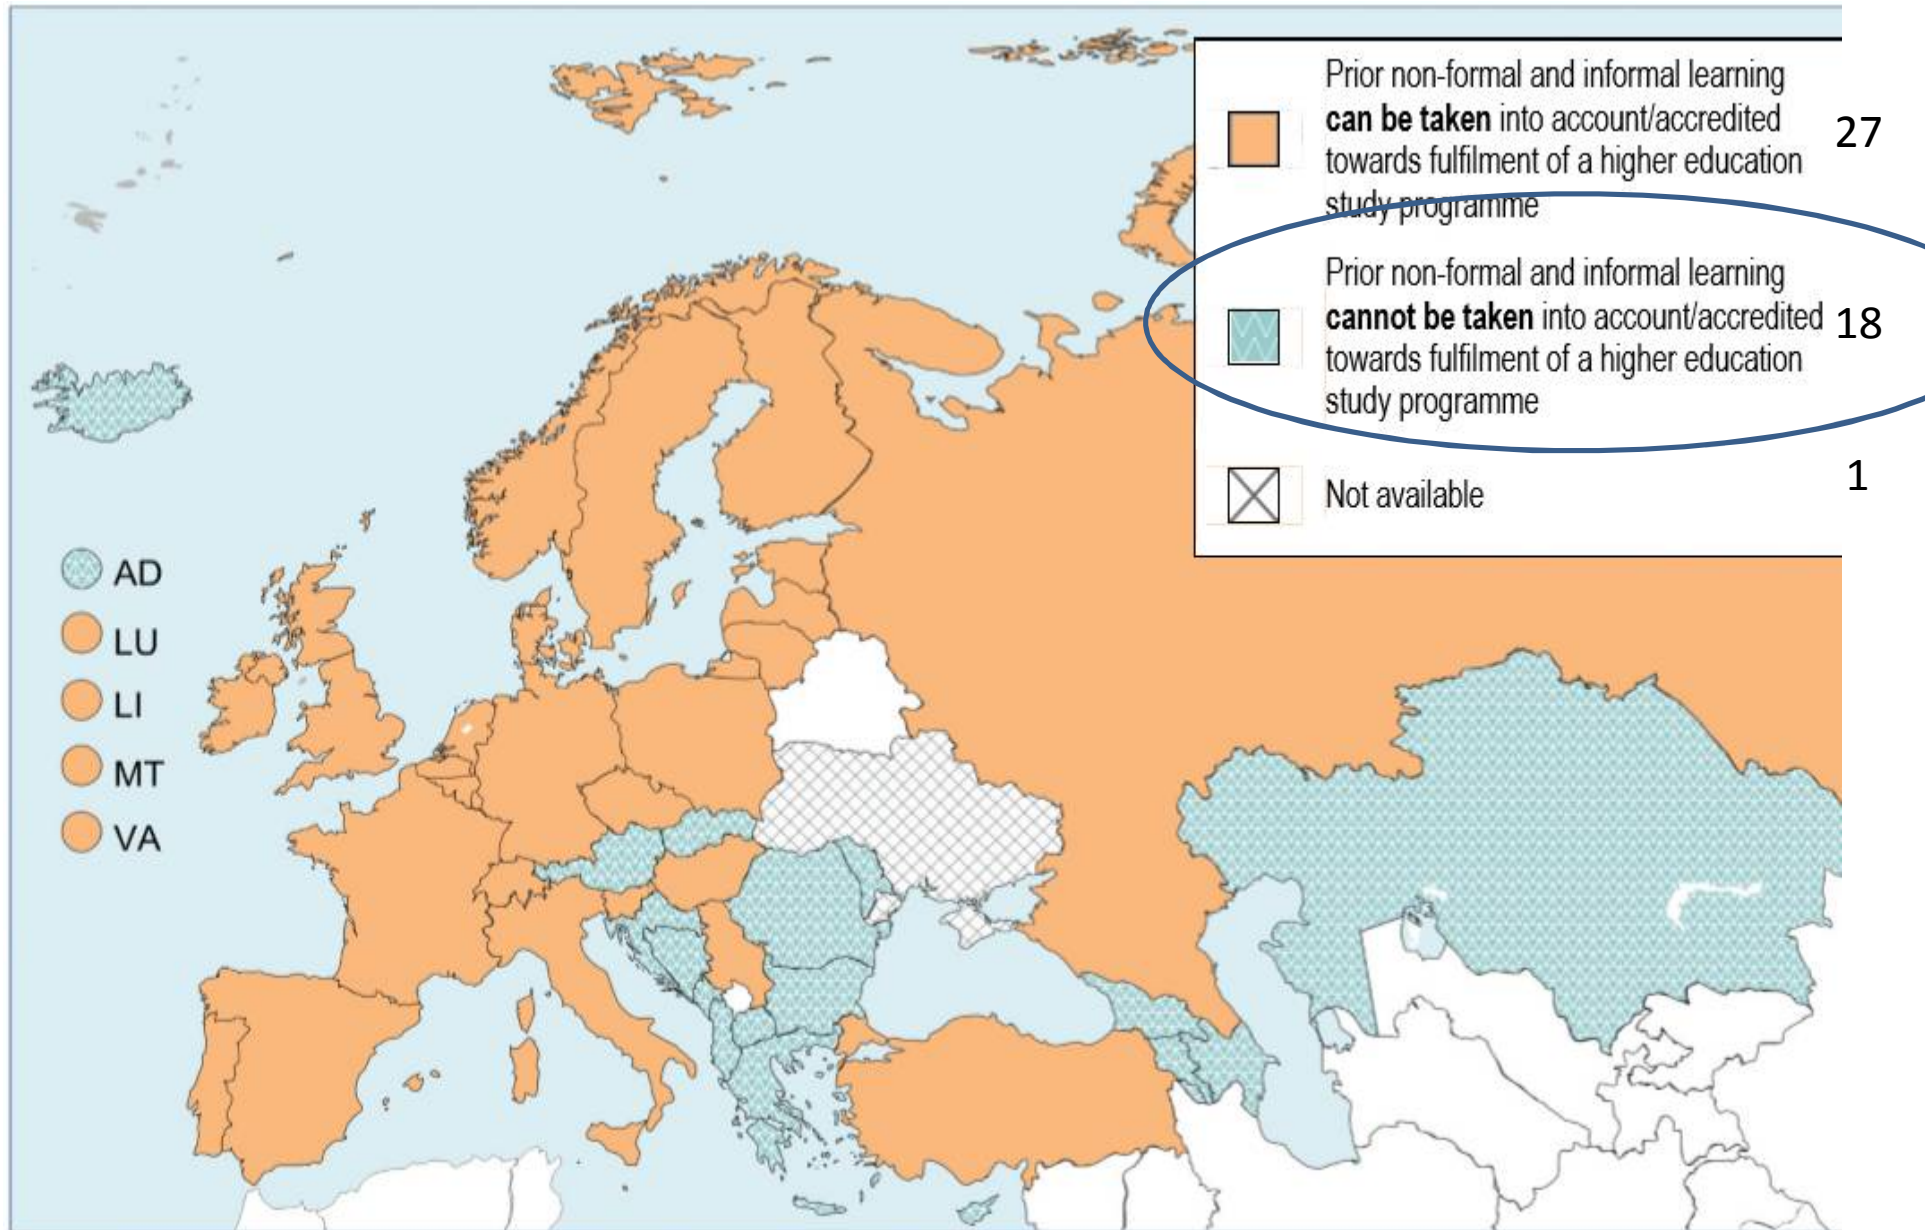 Prior non-formal and informal learning
can be taken into account/accredited
towards fulfilment of a higher education
study programme
27
Prior non-formal and informal learning
cannot be taken into account/accredited
towards fulfilment of a higher education
study programme
18
Not available
1
AD
LU
LI
MT
VA